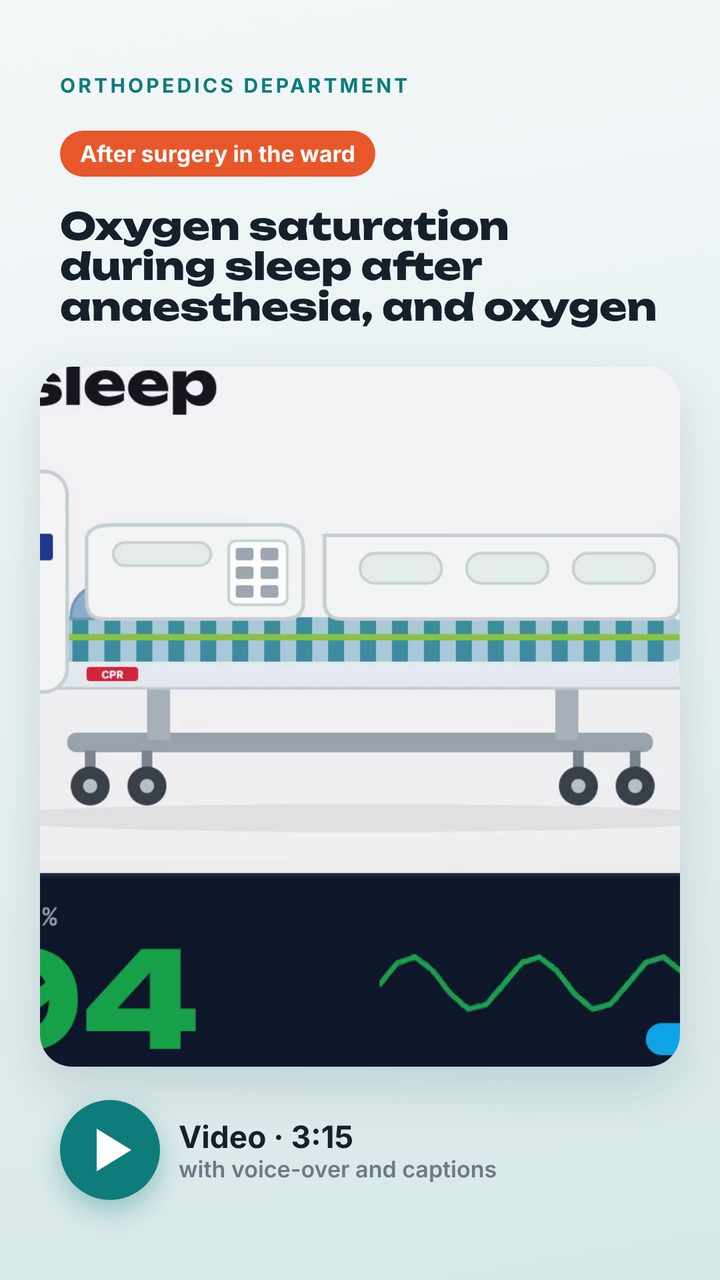 ORTHOPEDICS DEPARTMENT
After surgery in the ward
Oxygen saturation
during sleep after
anaesthesia, and oxygen
sleep
CPR
%
94
Video · 3:15
with voice-over and captions